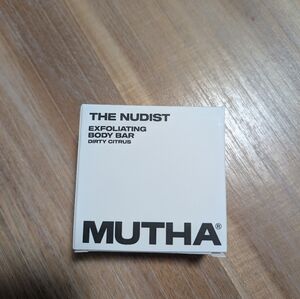 THE NUDIST
EXFOLIATING
BODY BAR
DIRTY CITRUS
MUTHA®